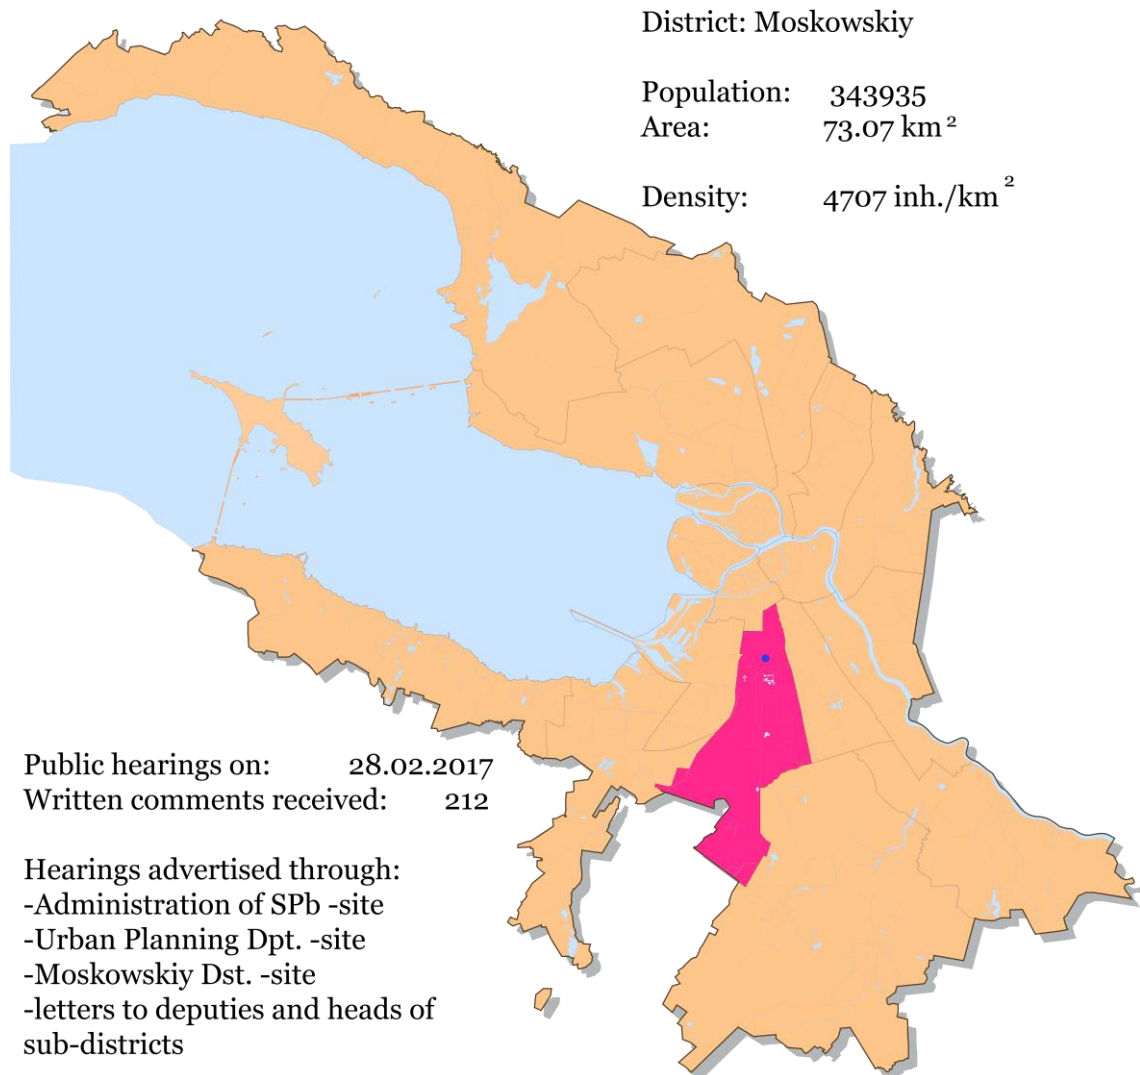 District: Moskowskiy
Population: 343935
Area: 73.07 km²
Density: 4707 inh./km²
Public hearings on: 28.02.2017
Written comments received: 212
Hearings advertised through:
-Administration of SPb -site
-Urban Planning Dpt. -site
-Moskowskiy Dst. -site
-letters to deputies and heads of
sub-districts